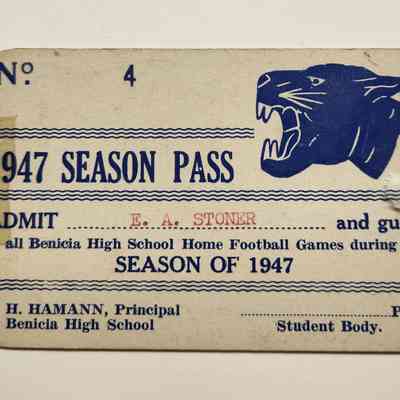 Nº 4
947 SEASON PASS
ADMIT E. A. STONER and gu
all Benicia High School Home Football Games during
SEASON OF 1947
H. HAMANN, Principal P
Benicia High School Student Body.